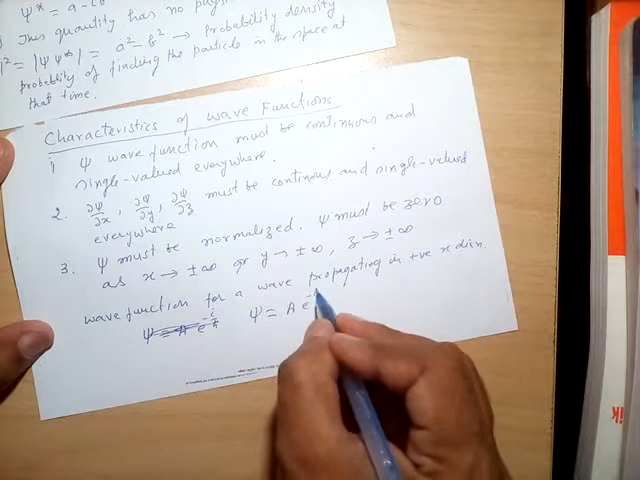 ψ* = a - ib
This quantity has no
|² = |ψ ψ*| = a² = b² → Probability density
probability of finding the particle in the space at
that time.
Characteristics of wave Functions
1 ψ wave function must be continuous and
single-valued everywhere.
2. ∂ψ/∂x, ∂ψ/∂y, ∂ψ/∂z must be continous and single-valued
everywhere
3. ψ must be normalized. ψ must be zero
as x → ±∞ or y → ±∞, z → ±∞
wave function for a wave propagating in +ve x dirn.
ψ = A e^-i/ħ ψ = A e^-
ik